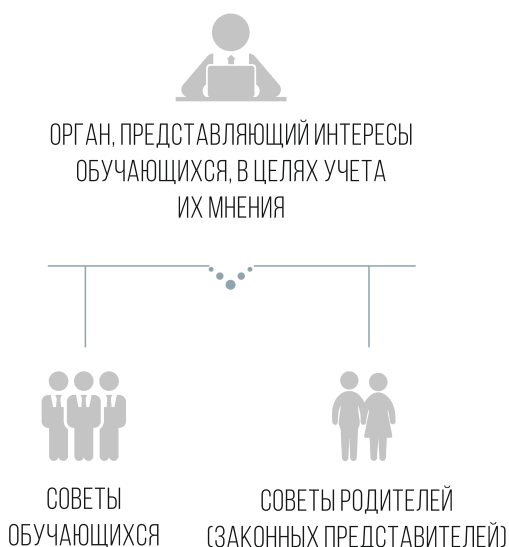 ОРГАН, ПРЕДСТАВЛЯЮЩИЙ ИНТЕРЕСЫ
ОБУЧАЮЩИХСЯ, В ЦЕЛЯХ УЧЕТА
ИХ МНЕНИЯ
СОВЕТЫ
ОБУЧАЮЩИХСЯ
СОВЕТЫ РОДИТЕЛЕЙ
(ЗАКОННЫХ ПРЕДСТАВИТЕЛЕЙ)